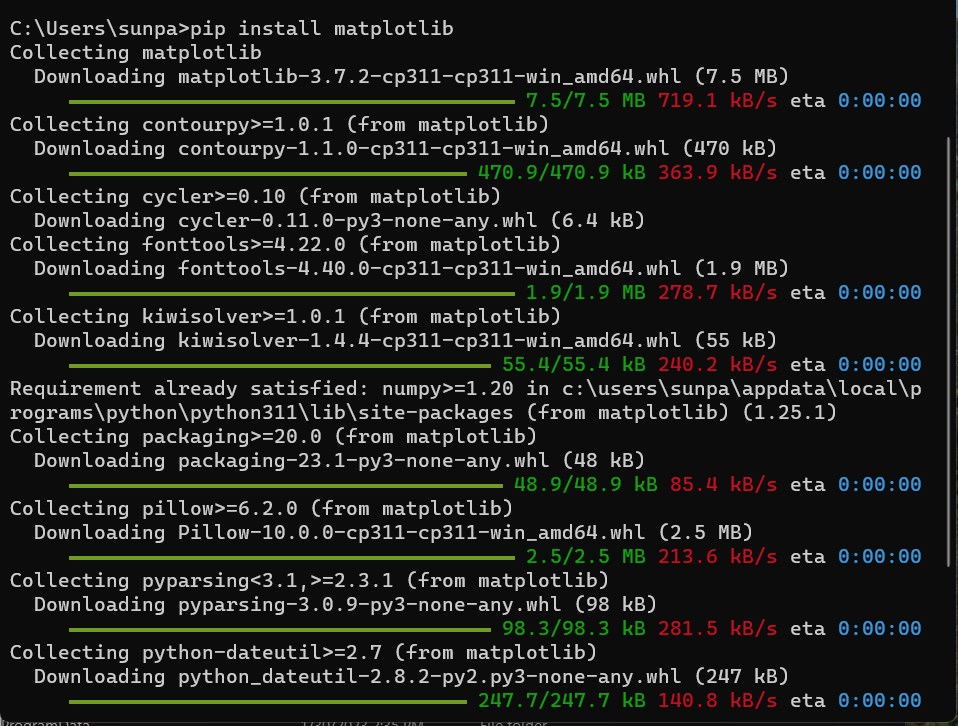 C:\Users\sunpa>pip install matplotlib
Collecting matplotlib
Downloading matplotlib-3.7.2-cp311-cp311-win_amd64.whl (7.5 MB)
7.5/7.5 MB 719.1 kB/s eta 0:00:00
Collecting contourpy>=1.0.1 (from matplotlib)
Downloading contourpy-1.1.0-cp311-cp311-win_amd64.whl (470 kB)
470.9/470.9 kB 363.9 kB/s eta 0:00:00
Collecting cycler>=0.10 (from matplotlib)
Downloading cycler-0.11.0-py3-none-any.whl (6.4 kB)
Collecting fonttools>=4.22.0 (from matplotlib)
Downloading fonttools-4.40.0-cp311-cp311-win_amd64.whl (1.9 MB)
1.9/1.9 MB 278.7 kB/s eta 0:00:00
Collecting kiwisolver>=1.0.1 (from matplotlib)
Downloading kiwisolver-1.4.4-cp311-cp311-win_amd64.whl (55 kB)
55.4/55.4 kB 240.2 kB/s eta 0:00:00
Requirement already satisfied: numpy>=1.20 in c:\users\sunpa\appdata\local\p
rograms\python\python311\lib\site-packages (from matplotlib) (1.25.1)
Collecting packaging>=20.0 (from matplotlib)
Downloading packaging-23.1-py3-none-any.whl (48 kB)
48.9/48.9 kB 85.4 kB/s eta 0:00:00
Collecting pillow>=6.2.0 (from matplotlib)
Downloading Pillow-10.0.0-cp311-cp311-win_amd64.whl (2.5 MB)
2.5/2.5 MB 213.6 kB/s eta 0:00:00
Collecting pyparsing<3.1,>=2.3.1 (from matplotlib)
Downloading pyparsing-3.0.9-py3-none-any.whl (98 kB)
98.3/98.3 kB 281.5 kB/s eta 0:00:00
Collecting python-dateutil>=2.7 (from matplotlib)
Downloading python_dateutil-2.8.2-py2.py3-none-any.whl (247 kB)
247.7/247.7 kB 140.8 kB/s eta 0:00:00
ProgramData File folder